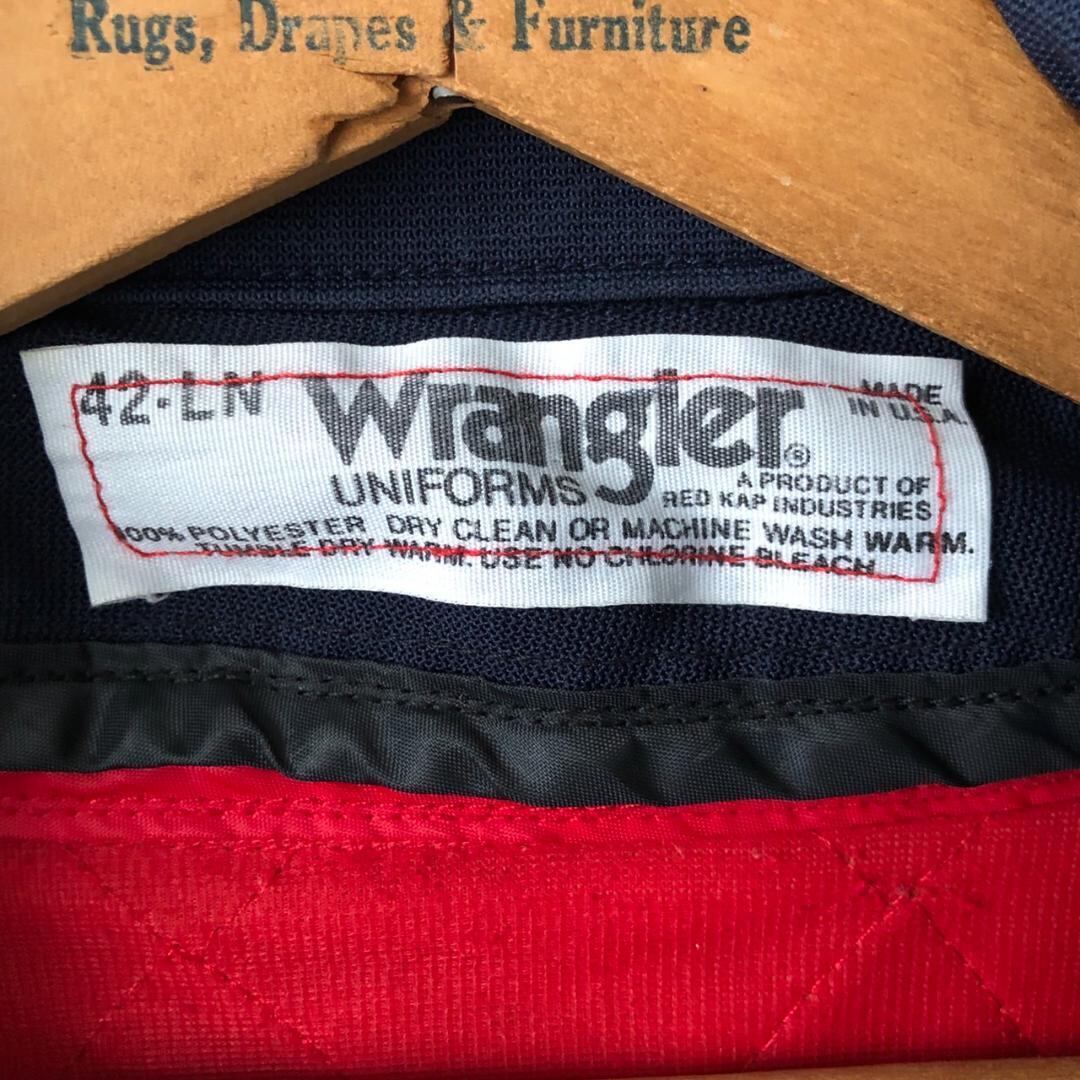 Rugs, Drapes & Furniture
42-LN Wrangler® MADE
IN U.S.A.
UNIFORMS A PRODUCT OF
RED KAP INDUSTRIES
100% POLYESTER DRY CLEAN OR MACHINE WASH WARM.
TUMBLE DRY WARM. USE NO CHLORINE BLEACH